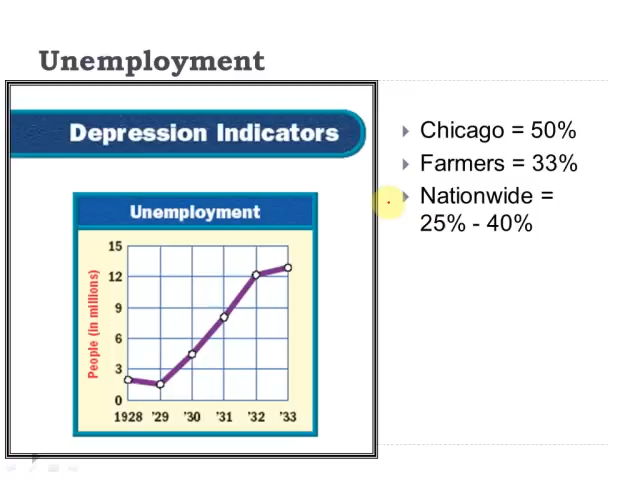 Unemployment
Depression Indicators
Unemployment
People (in millions)
15
12
9
6
3
0
1928 '29 '30 '31 '32 '33
Chicago = 50%
Farmers = 33%
Nationwide =
25% - 40%